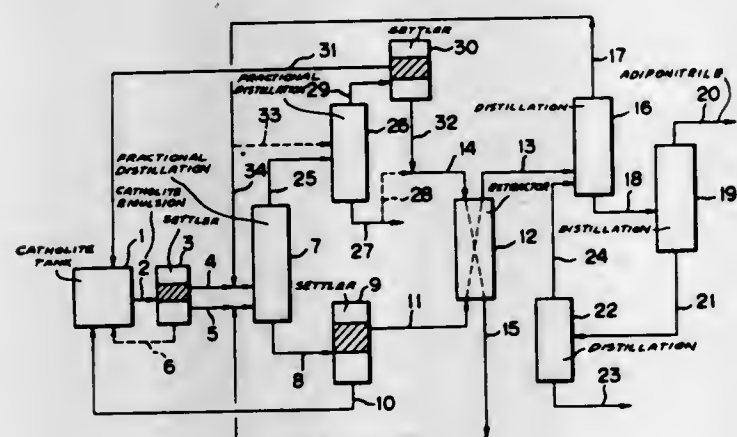 SETTLER
30
31
17
ADIPONITRILE
20
FRACTIONAL
DISTILLATION
29
DISTILLATION
16
33
26
32
14
13
FRACTIONAL
DISTILLATION
CATHOLITE
EMULSION
SETTLER
34
25
28
EXTRACTOR
18
19
1
3
27
12
DISTILLATION
CATHOLITE
TANK
2
4
7
SETTLER
9
24
5
11
22
21
6
15
8
DISTILLATION
10
23